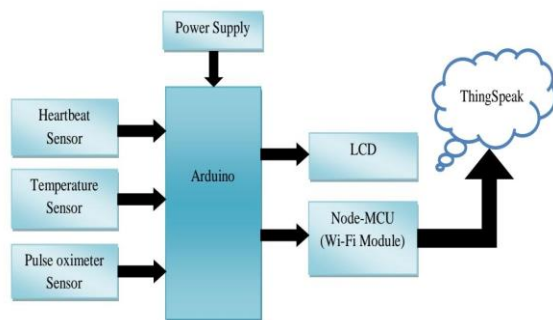 Power Supply
ThingSpeak
Heartbeat
Sensor
Temperature
Sensor
Pulse oximeter
Sensor
Arduino
LCD
Node-MCU
(Wi-Fi Module)